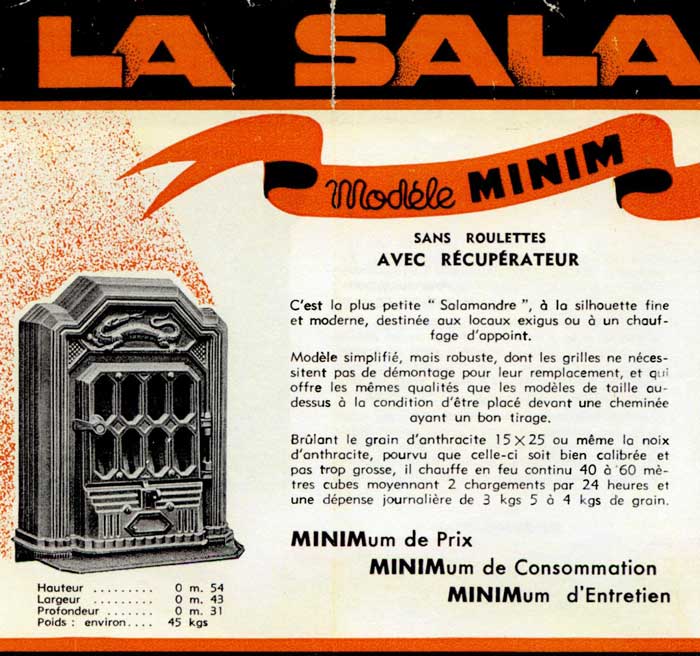 LA SALA
Modèle MINIM
SANS ROULETTES
AVEC RÉCUPÉRATEUR
C'est la plus petite “ Salamandre ”, à la silhouette fine
et moderne, destinée aux locaux exigus ou à un chauf-
fage d'appoint.
Modèle simplifié, mais robuste, dont les grilles ne néces-
sitent pas de démontage pour leur remplacement, et qui
offre les mêmes qualités que les modèles de taille au-
dessus à la condition d'être placé devant une cheminée
ayant un bon tirage.
Brûlant le grain d'anthracite 15 × 25 ou même la noix
d'anthracite, pourvu que celle-ci soit bien calibrée et
pas trop grosse, il chauffe en feu continu 40 à 60 mè-
tres cubes moyennant 2 chargements par 24 heures et
une dépense journalière de 3 kgs 5 à 4 kgs de grain.
MINIMum de Prix
MINIMum de Consommation
MINIMum d'Entretien
Hauteur ......... 0 m. 54
Largeur ......... 0 m. 43
Profondeur ....... 0 m. 31
Poids : environ.... 45 kgs